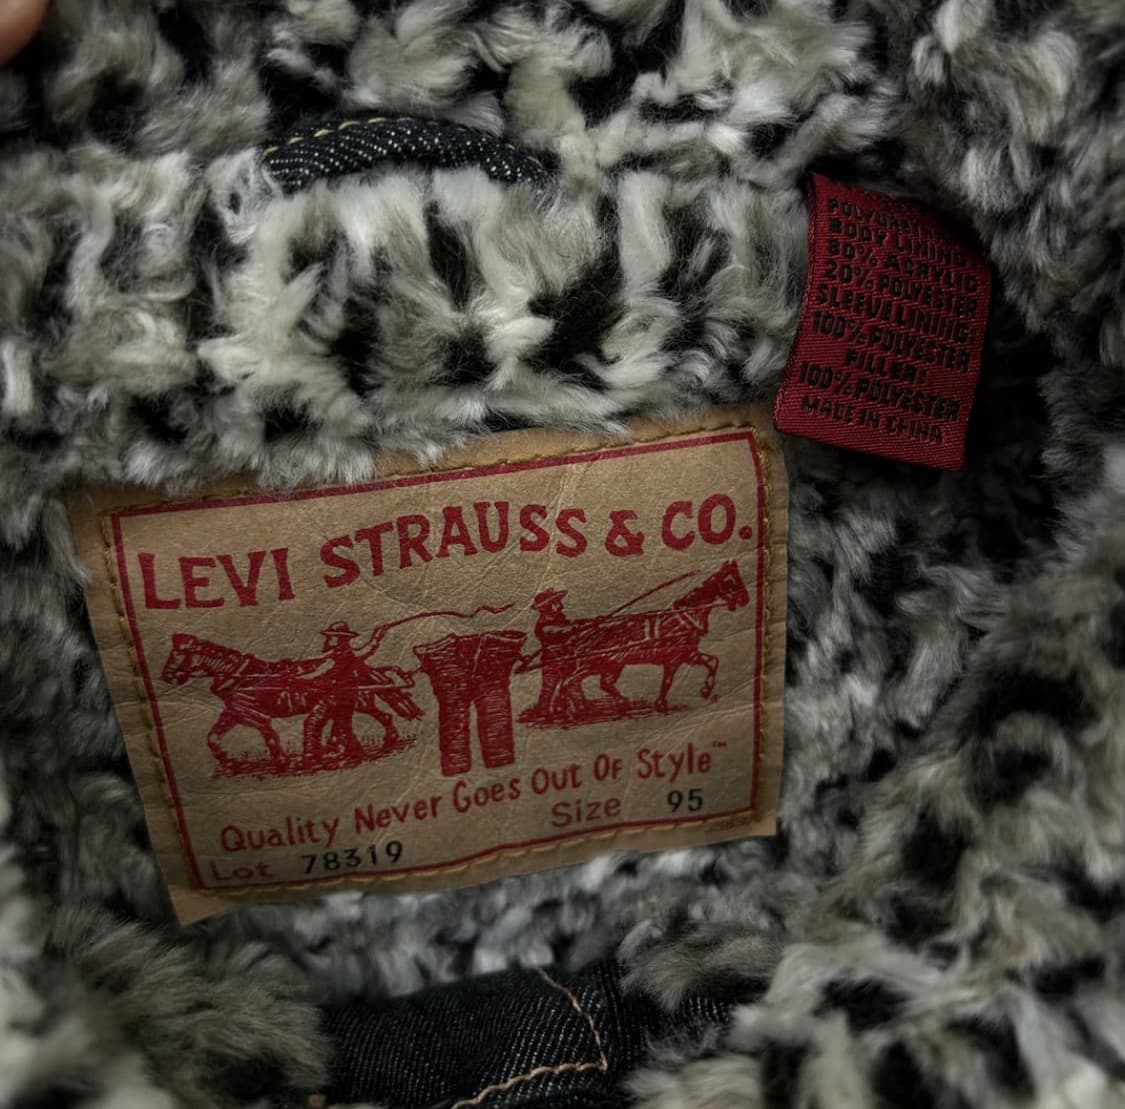 LEVI STRAUSS & CO.
Quality Never Goes Out Of Style™
Size 95
Lot 78319
BODY LINING
80% ACRYLIC
20% POLYESTER
SLEEVE LINING:
100% POLYESTER
FILLER:
100% POLYESTER
MADE IN CHINA